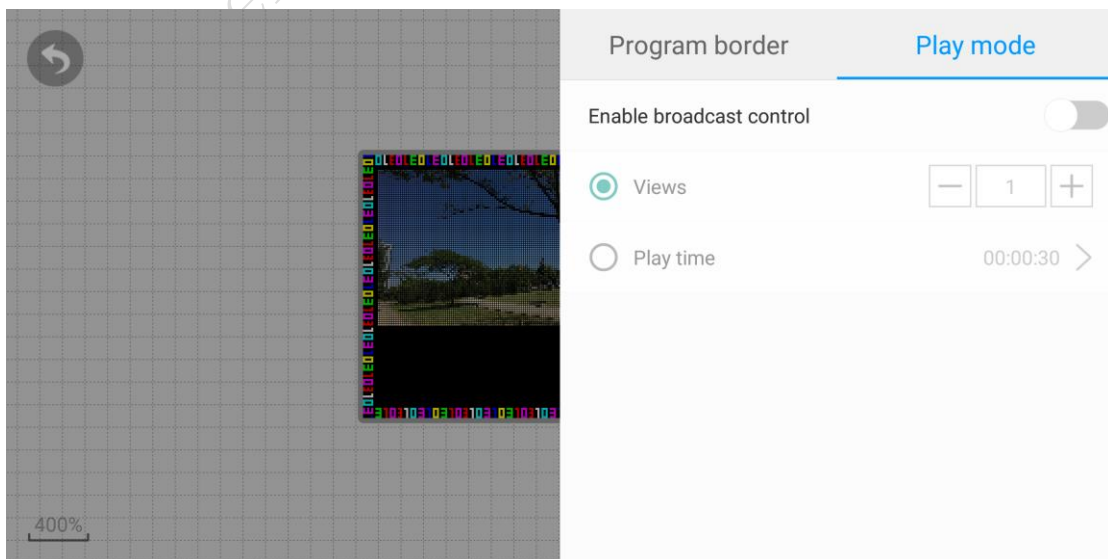 Program border
Play mode
Enable broadcast control
Views
1
Play time
00:00:30
400%